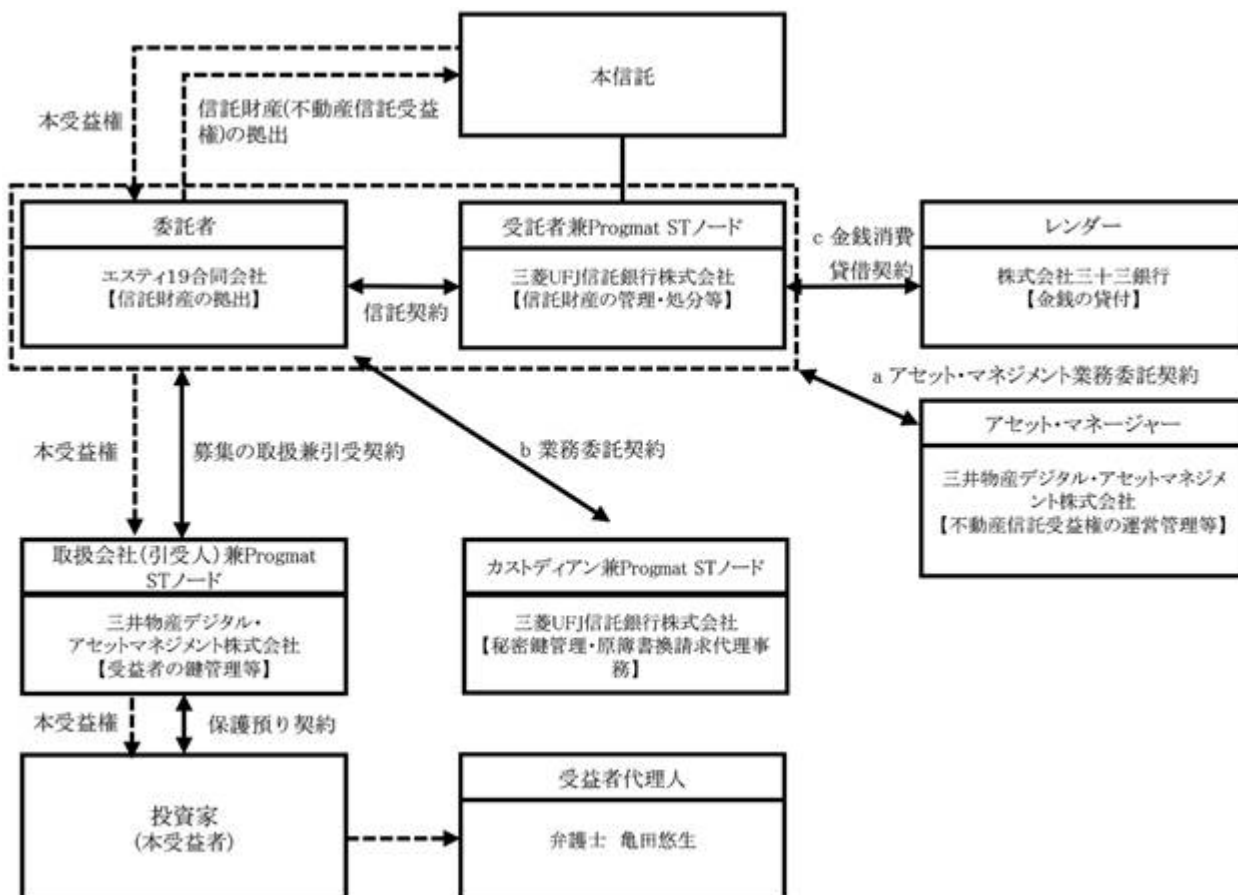 本信託
本受益権
信託財産(不動産信託受益
権)の拠出
委託者
エスティ19合同会社
【信託財産の拠出】
信託契約
受託者兼Progmat STノード
三菱UFJ信託銀行株式会社
【信託財産の管理・処分等】
c 金銭消費
貸借契約
レンダー
株式会社三十三銀行
【金銭の貸付】
a アセット・マネジメント業務委託契約
アセット・マネージャー
三井物産デジタル・アセットマネジメ
ント株式会社
【不動産信託受益権の運営管理等】
本受益権
募集の取扱兼引受契約
b 業務委託契約
取扱会社(引受人)兼Progmat
STノード
三井物産デジタル・
アセットマネジメント株式会社
【受益者の鍵管理等】
カストディアン兼Progmat STノード
三菱UFJ信託銀行株式会社
【秘密鍵管理・原簿書換請求代理事
務】
本受益権
保護預り契約
投資家
(本受益者)
受益者代理人
弁護士 亀田悠生